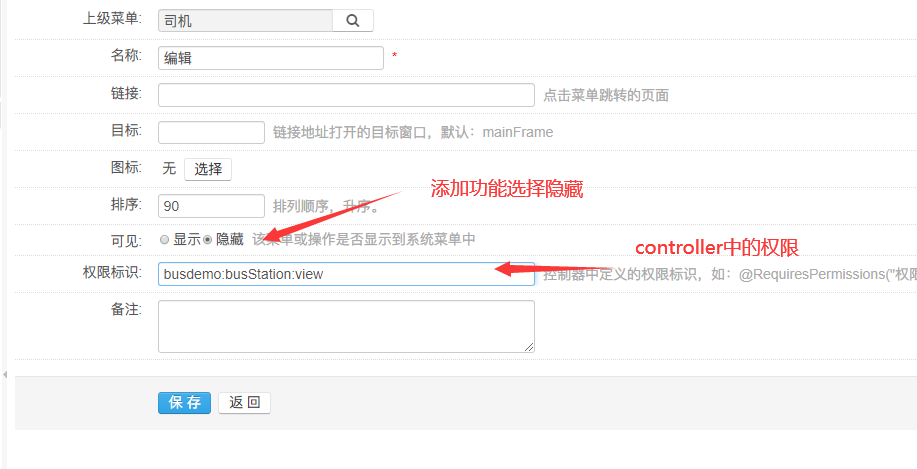 上级菜单: 司机
名称: 编辑 *
链接: 点击菜单跳转的页面
目标: 链接地址打开的目标窗口，默认：mainFrame
图标: 无 选择
添加功能选择隐藏
排序: 90 排列顺序，升序。
可见: 显示 隐藏 该菜单或操作是否显示到系统菜单中
controller中的权限
权限标识: busdemo:busStation:view 控制器中定义的权限标识，如：@RequiresPermissions("权限
备注:
保 存 返 回